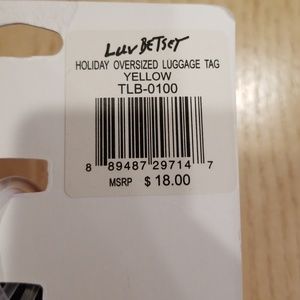 Luv BETSEY
HOLIDAY OVERSIZED LUGGAGE TAG
YELLOW
TLB-0100
8 89487 29714 7
MSRP $ 18.00